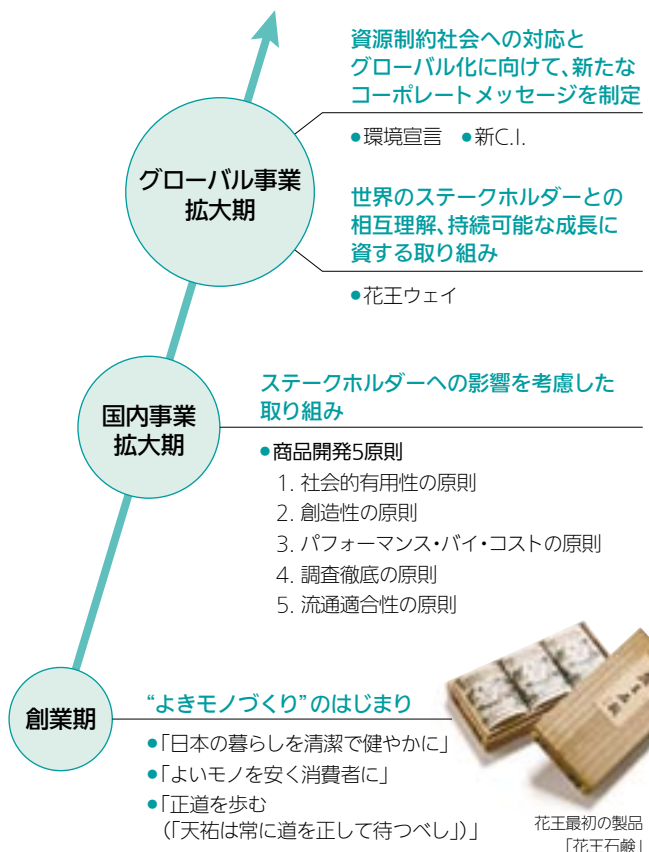 資源制約社会への対応と
グローバル化に向けて、新たな
コーポレートメッセージを制定
●環境宣言 ●新C.I.
グローバル事業
拡大期
世界のステークホルダーとの
相互理解、持続可能な成長に
資する取り組み
●花王ウェイ
国内事業
拡大期
ステークホルダーへの影響を考慮した
取り組み
●商品開発5原則
1. 社会的有用性の原則
2. 創造性の原則
3. パフォーマンス・バイ・コストの原則
4. 調査徹底の原則
5. 流通適合性の原則
創業期
“よきモノづくり”のはじまり
●「日本の暮らしを清潔で健やかに」
●「よいモノを安く消費者に」
●「正道を歩む
(「天祐は常に道を正して待つべし」)」
花王最初の製品
「花王石鹸」